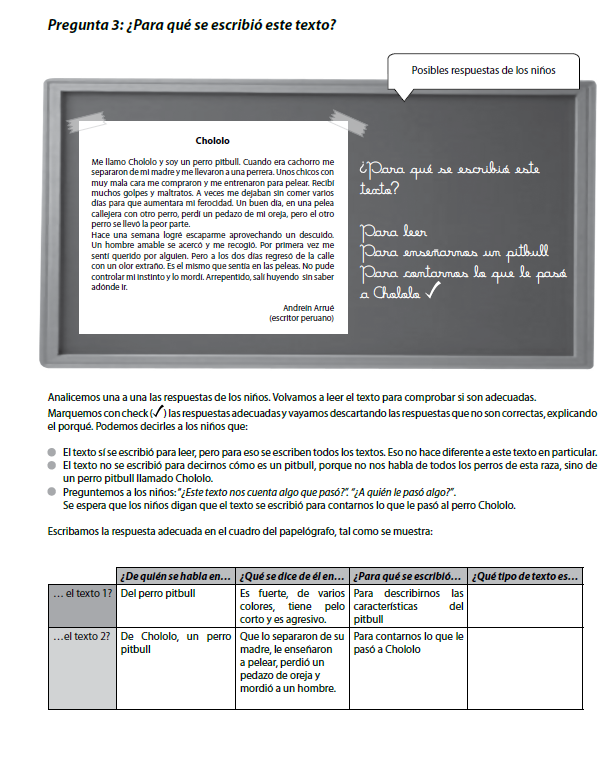 Pregunta 3: ¿Para qué se escribió este texto?
Posibles respuestas de los niños
Chololo
Me llamo Chololo y soy un perro pitbull. Cuando era cachorro me
separaron de mi madre y me llevaron a una perrera. Unos chicos con
muy mala cara me compraron y me entrenaron para pelear. Recibí
muchos golpes y maltratos. A veces me dejaban sin comer varios
días para que aumentara mi ferocidad. Un buen día, en una pelea
callejera con otro perro, perdí un pedazo de mi oreja, pero el otro
perro se llevó la peor parte.
Hace una semana logré escaparme aprovechando un descuido.
Un hombre amable se acercó y me recogió. Por primera vez me
sentí querido por alguien. Pero a los dos días regresó de la calle
con un olor extraño. Es el mismo que sentía en las peleas. No pude
controlar mi instinto y lo mordí. Arrepentido, salí huyendo sin saber
adónde ir.
Andrein Arrué
(escritor peruano)
¿Para qué se escribió este
texto?
Para leer
Para enseñarnos un pitbull
Para contarnos lo que le pasó
a Chololo ✓
Analicemos una a una las respuestas de los niños. Volvamos a leer el texto para comprobar si son adecuadas.
Marquemos con check (✓) las respuestas adecuadas y vayamos descartando las respuestas que no son correctas, explicando
el porqué. Podemos decirles a los niños que:
● El texto sí se escribió para leer, pero para eso se escriben todos los textos. Eso no hace diferente a este texto en particular.
● El texto no se escribió para decirnos cómo es un pitbull, porque no nos habla de todos los perros de esta raza, sino de
un perro pitbull llamado Chololo.
● Preguntemos a los niños: "¿Este texto nos cuenta algo que pasó?". "¿A quién le pasó algo?".
Se espera que los niños digan que el texto se escribió para contarnos lo que le pasó al perro Chololo.
Escribamos la respuesta adecuada en el cuadro del papelógrafo, tal como se muestra:
¿De quién se habla en… ¿Qué se dice de él en… ¿Para qué se escribió… ¿Qué tipo de texto es…
… el texto 1? Del perro pitbull Es fuerte, de varios Para describirnos las
colores, tiene pelo características del
corto y es agresivo. pitbull
…el texto 2? De Chololo, un perro Que lo separaron de su Para contarnos lo que le
pitbull madre, le enseñaron pasó a Chololo
a pelear, perdió un
pedazo de oreja y
mordió a un hombre.